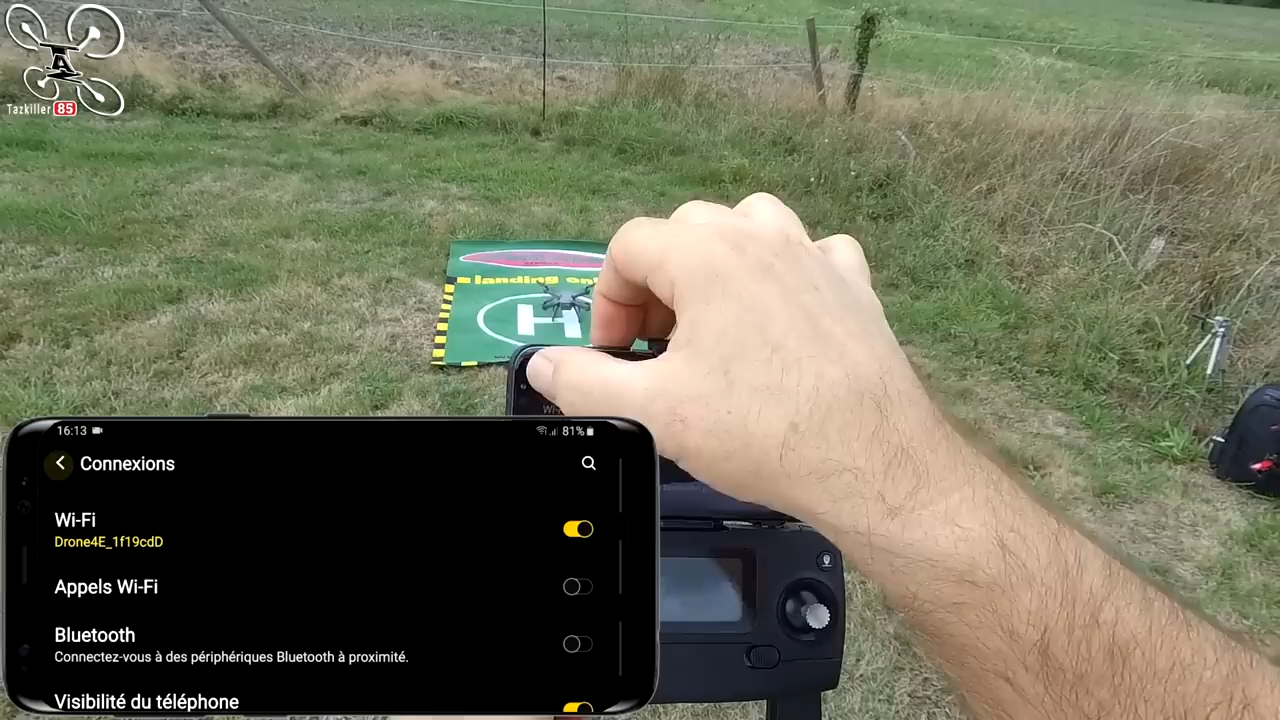 Tazkiller 85
landing
H
16:13
81%
Connexions
Wi-Fi
Drone4E_1f19cdD
Appels Wi-Fi
Bluetooth
Connectez-vous à des périphériques Bluetooth à proximité.
Visibilité du téléphone